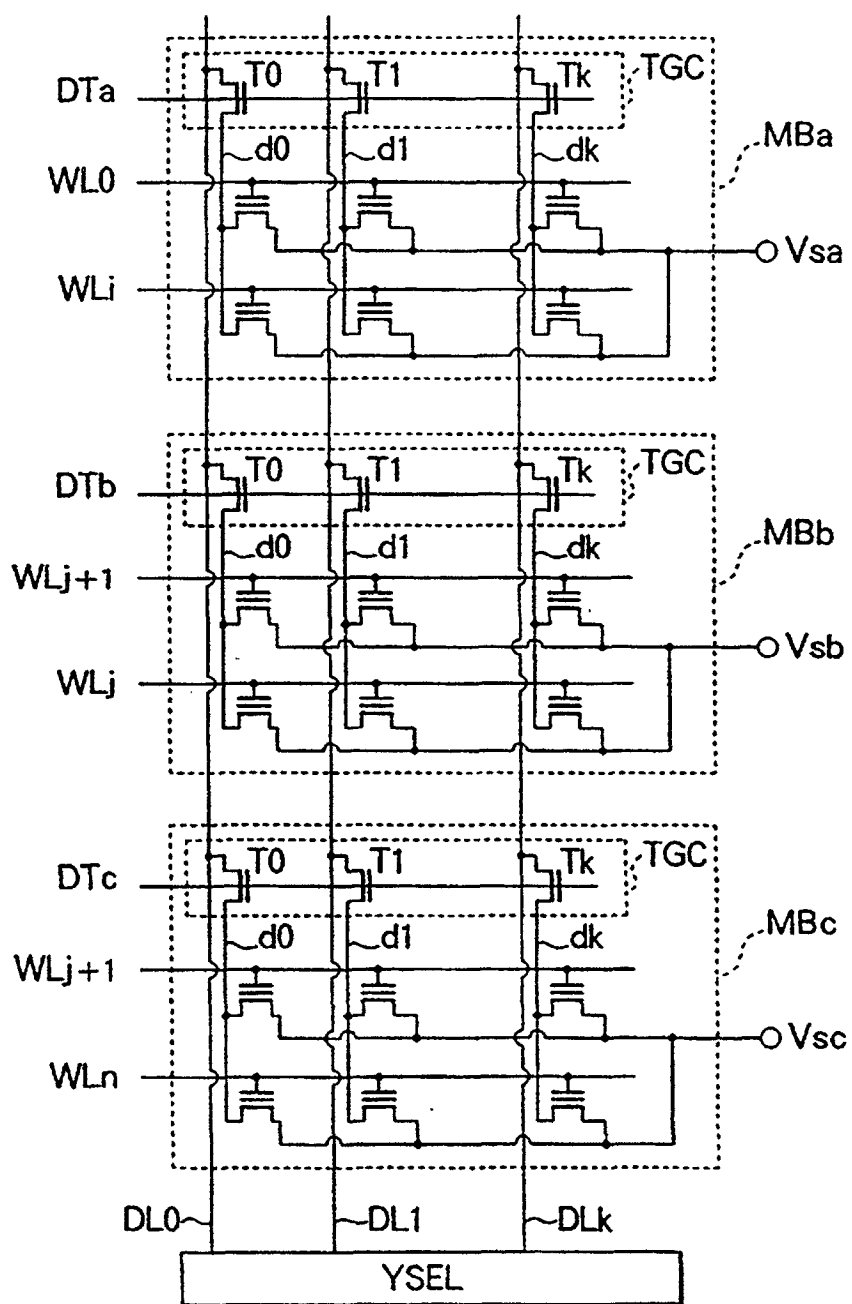 T0 T1 Tk TGC
DTa
MBa
d0 d1 dk
WL0
Vsa
WLi
T0 T1 Tk TGC
DTb
MBb
d0 d1 dk
WLj+1
Vsb
WLj
T0 T1 Tk TGC
DTc
MBc
d0 d1 dk
WLj+1
Vsc
WLn
DL0 DL1 DLk
YSEL